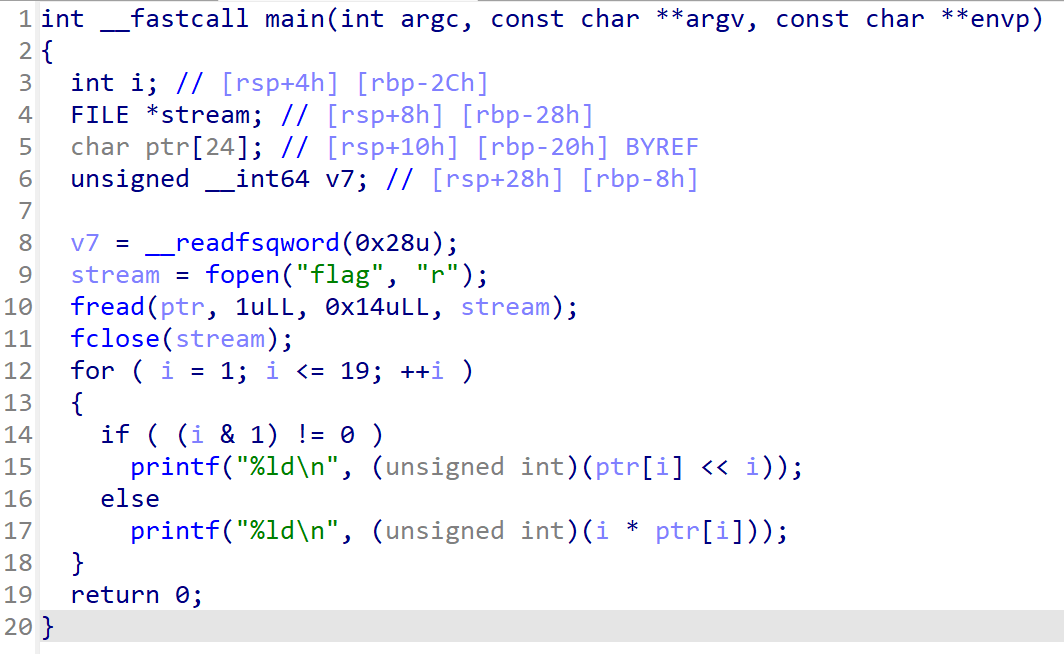 1 int __fastcall main(int argc, const char **argv, const char **envp)
2 {
3   int i; // [rsp+4h] [rbp-2Ch]
4   FILE *stream; // [rsp+8h] [rbp-28h]
5   char ptr[24]; // [rsp+10h] [rbp-20h] BYREF
6   unsigned __int64 v7; // [rsp+28h] [rbp-8h]
7
8   v7 = __readfsqword(0x28u);
9   stream = fopen("flag", "r");
10   fread(ptr, 1uLL, 0x14uLL, stream);
11   fclose(stream);
12   for ( i = 1; i <= 19; ++i )
13   {
14     if ( (i & 1) != 0 )
15       printf("%ld\n", (unsigned int)(ptr[i] << i));
16     else
17       printf("%ld\n", (unsigned int)(i * ptr[i]));
18   }
19   return 0;
20 }